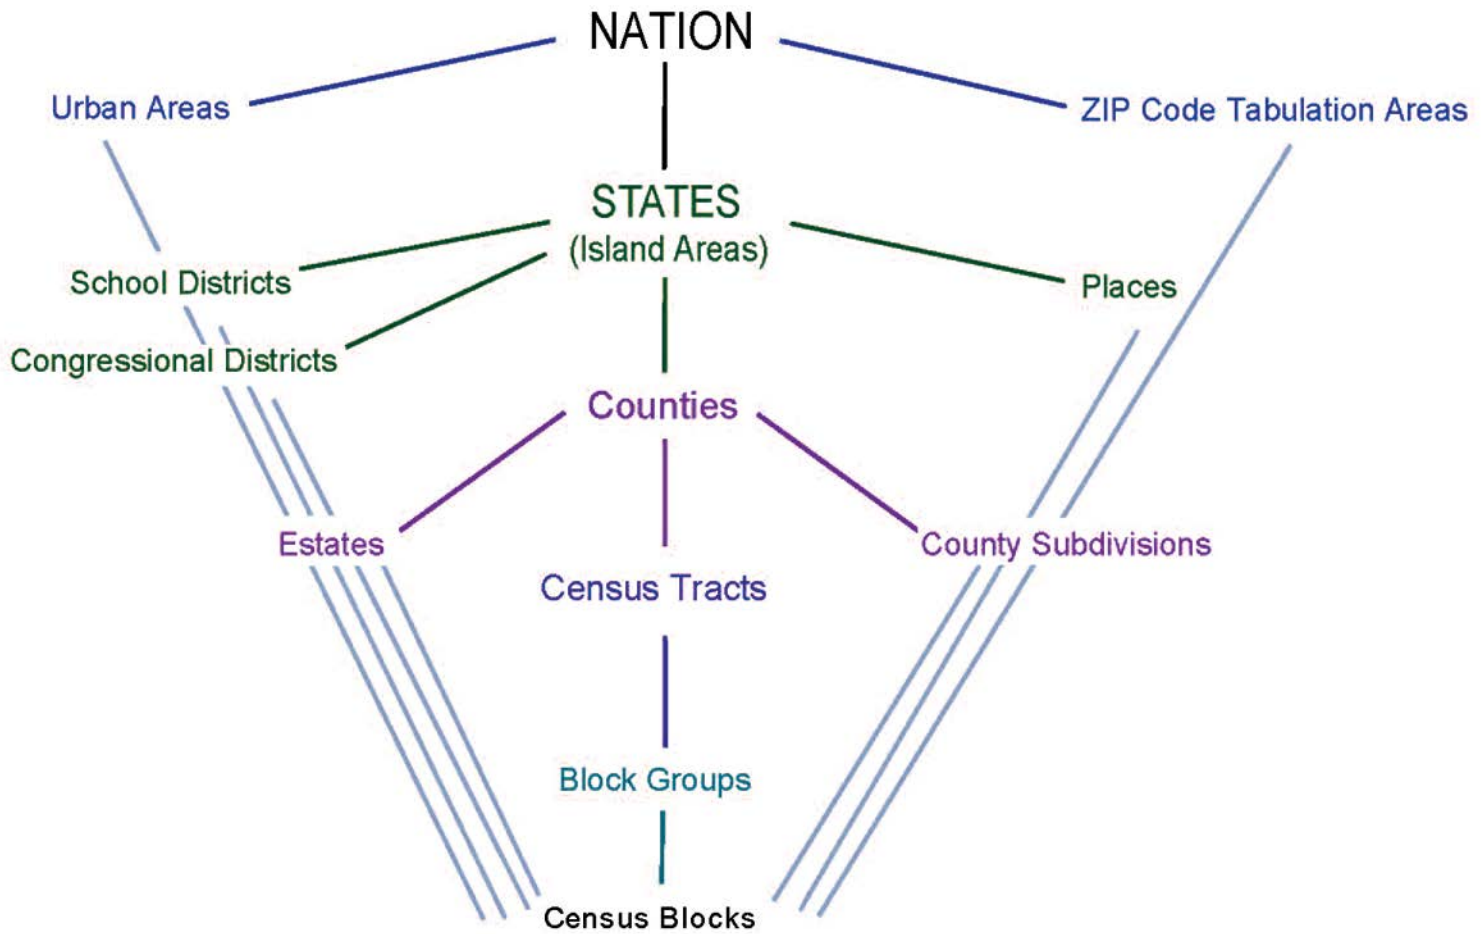 NATION
Urban Areas
ZIP Code Tabulation Areas
STATES
(Island Areas)
School Districts
Places
Congressional Districts
Counties
Estates
County Subdivisions
Census Tracts
Block Groups
Census Blocks